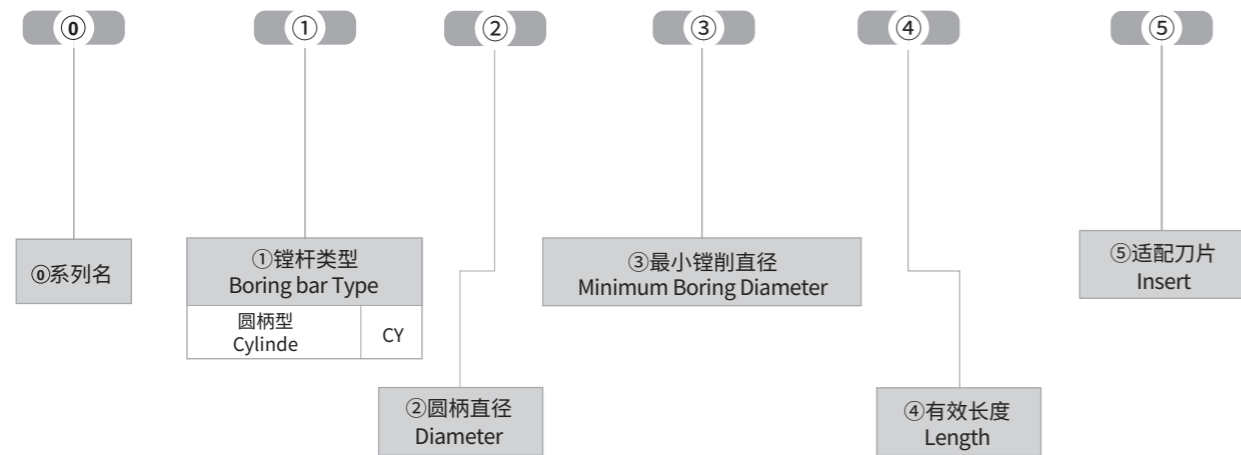 ⓪
①
②
③
④
⑤
⓪系列名
①镗杆类型
Boring bar Type
圆柄型
Cylinde
CY
②圆柄直径
Diameter
③最小镗削直径
Minimum Boring Diameter
④有效长度
Length
⑤适配刀片
Insert